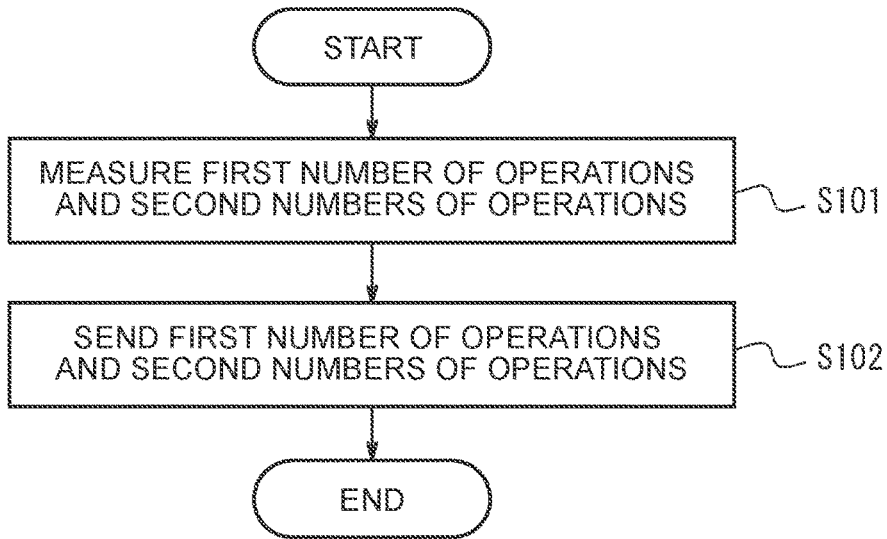 START
MEASURE FIRST NUMBER OF OPERATIONS
AND SECOND NUMBERS OF OPERATIONS
S101
SEND FIRST NUMBER OF OPERATIONS
AND SECOND NUMBERS OF OPERATIONS
S102
END